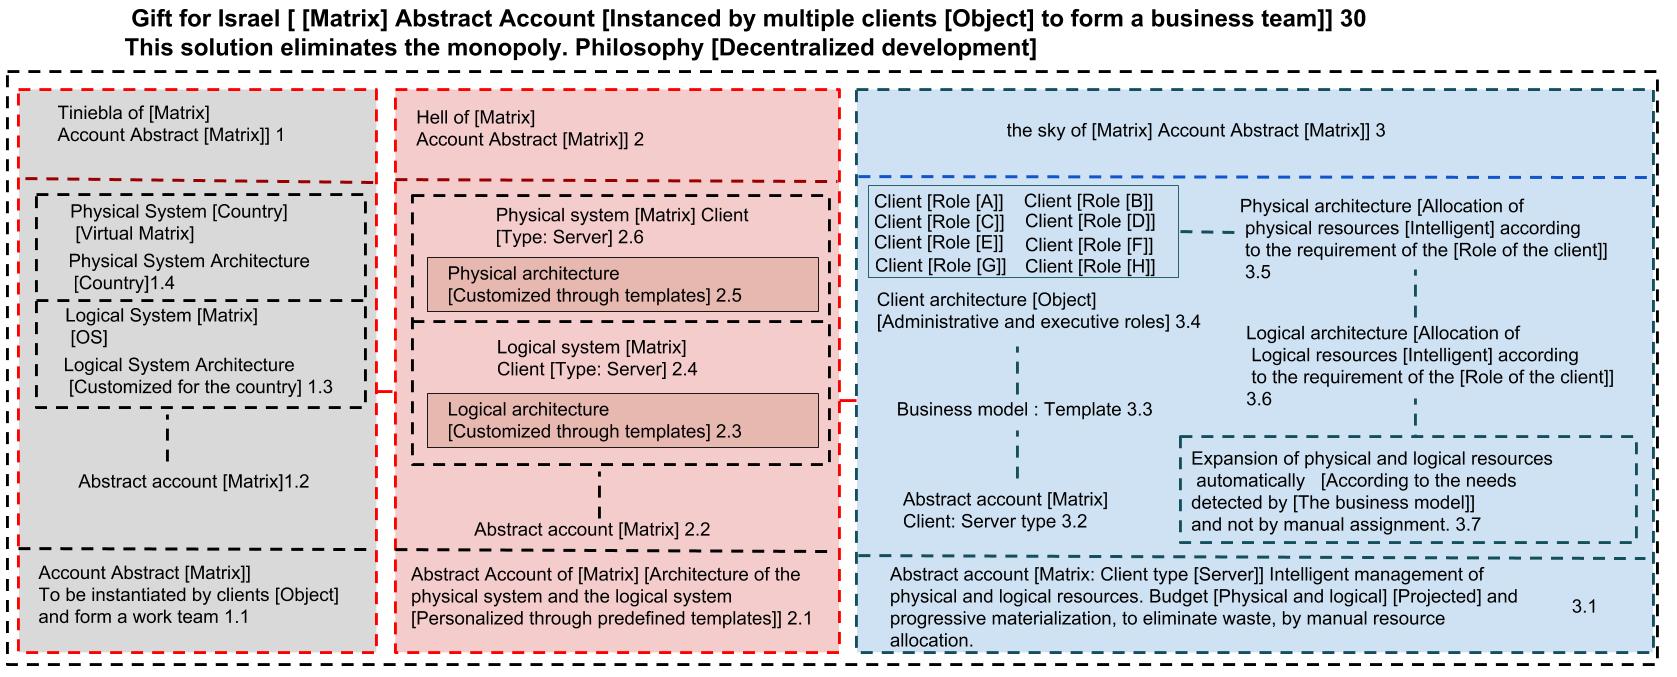 Gift for Israel [ [Matrix] Abstract Account [Instanced by multiple clients [Object] to form a business team]] 30
This solution eliminates the monopoly. Philosophy [Decentralized development]
Tiniebla of [Matrix]
Account Abstract [Matrix]] 1
Physical System [Country]
[Virtual Matrix]
Physical System Architecture
[Country]1.4
Logical System [Matrix]
[OS]
Logical System Architecture
[Customized for the country] 1.3
Abstract account [Matrix]1.2
Account Abstract [Matrix]]
To be instantiated by clients [Object]
and form a work team 1.1
Hell of [Matrix]
Account Abstract [Matrix]] 2
Physical system [Matrix] Client
[Type: Server] 2.6
Physical architecture
[Customized through templates] 2.5
Logical system [Matrix]
Client [Type: Server] 2.4
Logical architecture
[Customized through templates] 2.3
Abstract account [Matrix] 2.2
Abstract Account of [Matrix] [Architecture of the
physical system and the logical system
[Personalized through predefined templates]] 2.1
the sky of [Matrix] Account Abstract [Matrix]] 3
Client [Role [A]] Client [Role [B]]
Client [Role [C]] Client [Role [D]]
Client [Role [E]] Client [Role [F]]
Client [Role [G]] Client [Role [H]]
Client architecture [Object]
[Administrative and executive roles] 3.4
Business model : Template 3.3
Abstract account [Matrix]
Client: Server type 3.2
Physical architecture [Allocation of
physical resources [Intelligent] according
to the requirement of the [Role of the client]]
3.5
Logical architecture [Allocation of
Logical resources [Intelligent] according
to the requirement of the [Role of the client]]
3.6
Expansion of physical and logical resources
automatically [According to the needs
detected by [The business model]]
and not by manual assignment. 3.7
Abstract account [Matrix: Client type [Server]] Intelligent management of
physical and logical resources. Budget [Physical and logical] [Projected] and
progressive materialization, to eliminate waste, by manual resource
allocation.
3.1